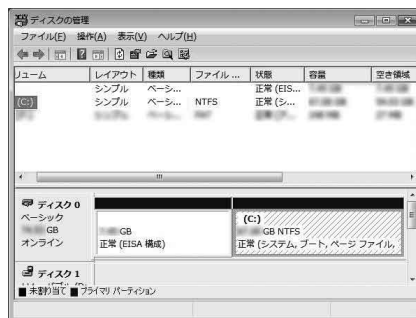 ディスクの管理
ファイル(F) 操作(A) 表示(V) ヘルプ(H)
リューム レイアウト 種類 ファイル ... 状態 容量 空き領域
シンプル ベーシ... 正常 (EIS...
(C:) シンプル ベーシ... NTFS 正常 (シ...
ディスク 0
ベーシック
GB
オンライン
GB
正常 (EISA 構成)
(C:)
GB NTFS
正常 (システム, ブート, ページ ファイル,
ディスク 1
未割り当て プライマリ パーティション